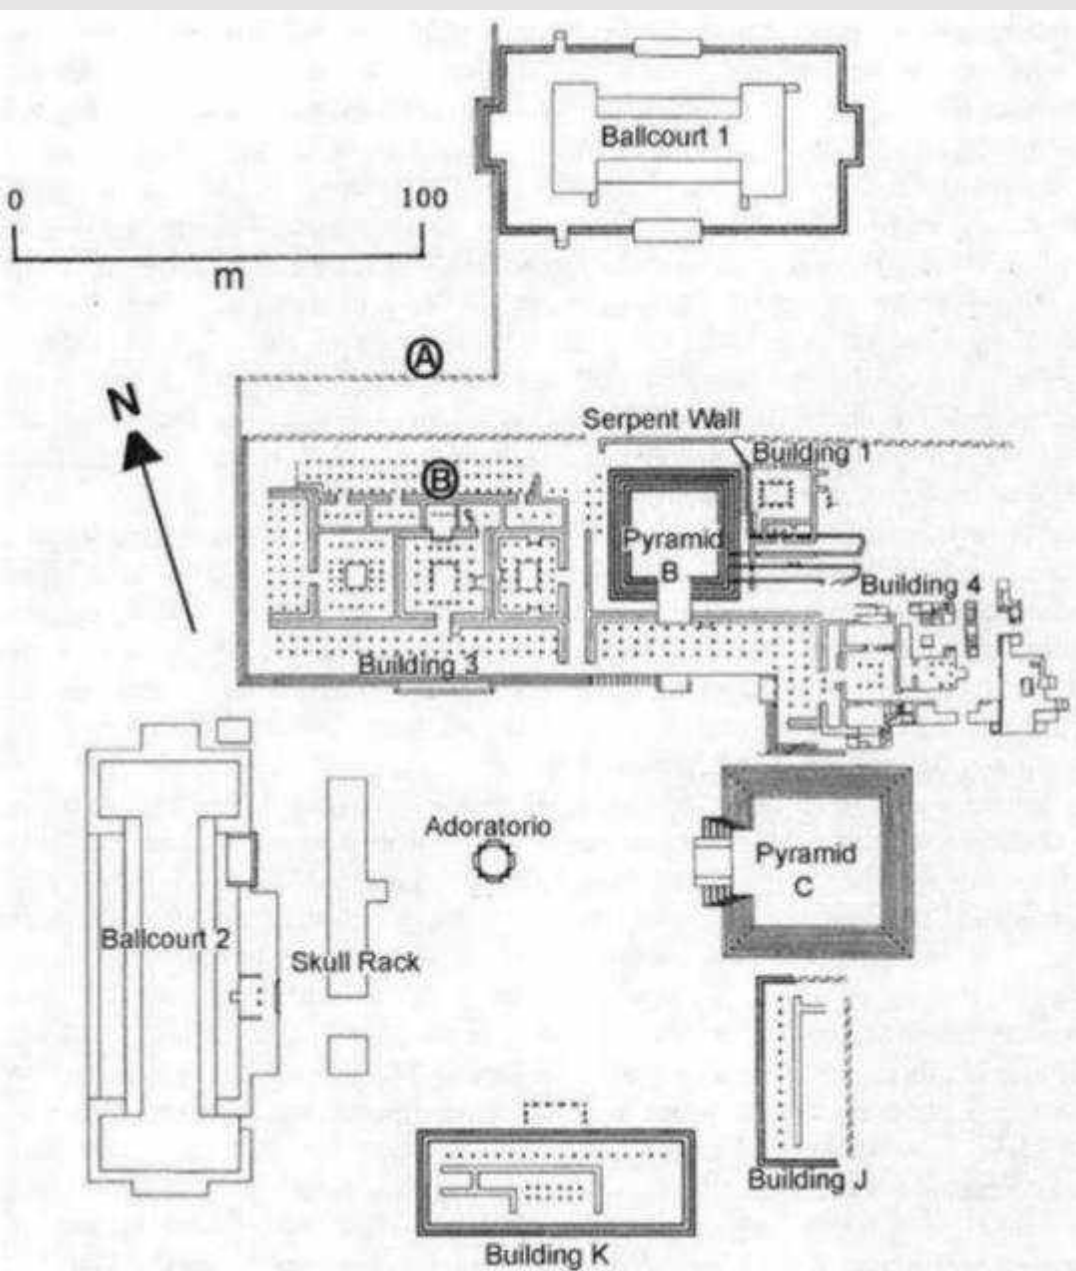 Ballcourt 1
0 100
m
A
N
Serpent Wall
Building 1
B
Pyramid
B
Building 4
Building 3
Adoratorio
Pyramid
C
Ballcourt 2
Skull Rack
Building J
Building K